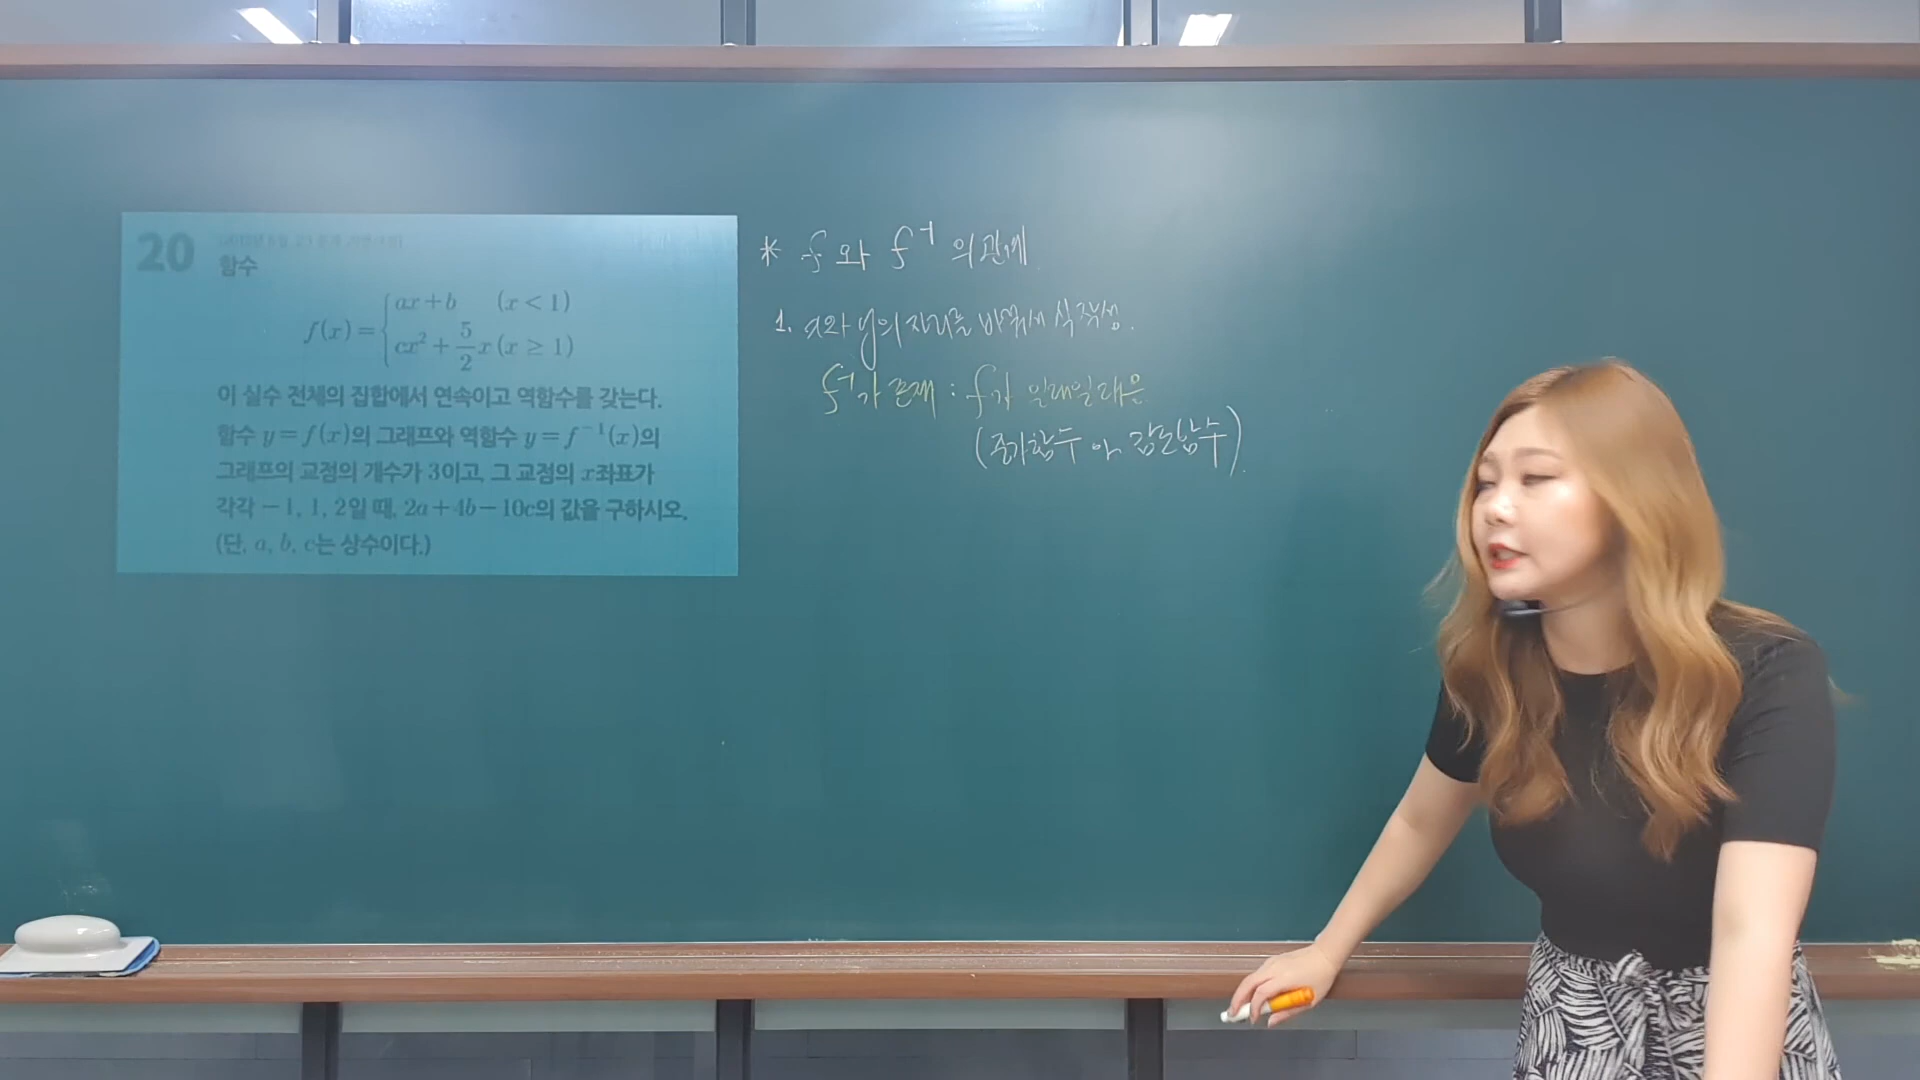 20
함수
f(x) = { ax+b (x < 1)
cx² + 5/2 x (x ≥ 1)
이 실수 전체의 집합에서 연속이고 역함수를 갖는다.
함수 y=f(x)의 그래프와 역함수 y=f⁻¹(x)의
그래프의 교점의 개수가 3이고, 그 교점의 x좌표가
각각 −1, 1, 2일 때, 2a+4b−10c의 값을 구하시오.
(단, a, b, c는 상수이다.)
* f와 f⁻¹의 관계.
1. x와 y의 자리를 바꿔서 식 작성.
f⁻¹가 존재 : f가 일대일대응
(증가함수 or 감소함수).